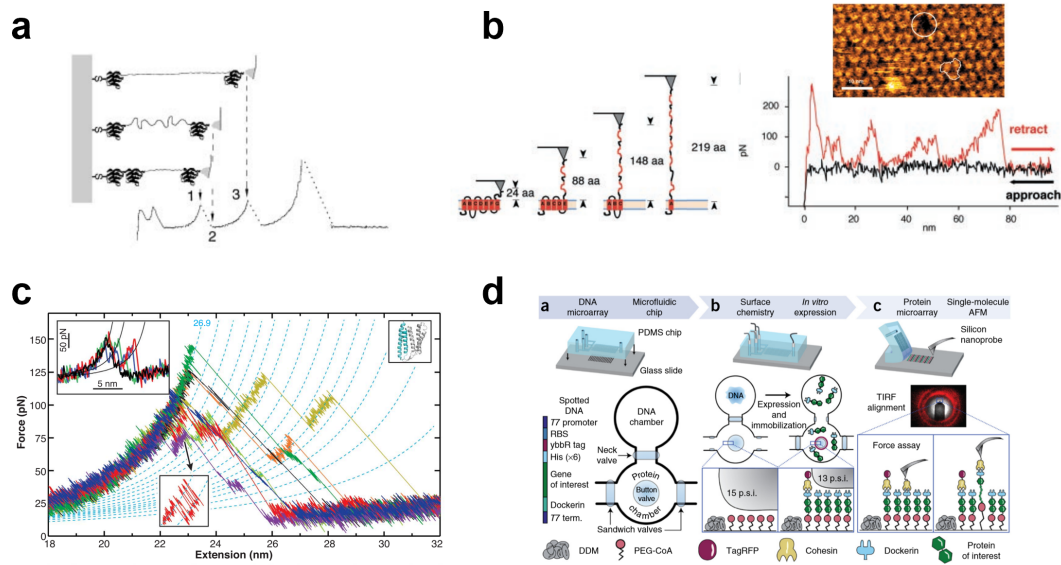 a
1
2
3
b
24 aa
88 aa
148 aa
219 aa
10 nm
200
100
0
pN
retract
approach
0 20 40 60 80
nm
c
26.9
50 pN
5 nm
150
125
100
75
50
25
0
Force (pN)
18 20 22 24 26 28 30 32
Extension (nm)
d
a
DNA
microarray
Microfluidic
chip
b
Surface
chemistry
In vitro
expression
c
Protein
microarray
Single-molecule
AFM
PDMS chip
Glass slide
Silicon
nanoprobe
Spotted
DNA
T7 promoter
RBS
ybbR tag
His (×6)
Gene
of interest
Dockerin
T7 term.
DNA
chamber
Neck
valve
Protein
chamber
Button
valve
Sandwich valves
DNA
Expression
and
immobilization
15 p.s.i.
13 p.s.i.
TIRF
alignment
Force assay
DDM
PEG-CoA
TagRFP
Cohesin
Dockerin
Protein
of interest